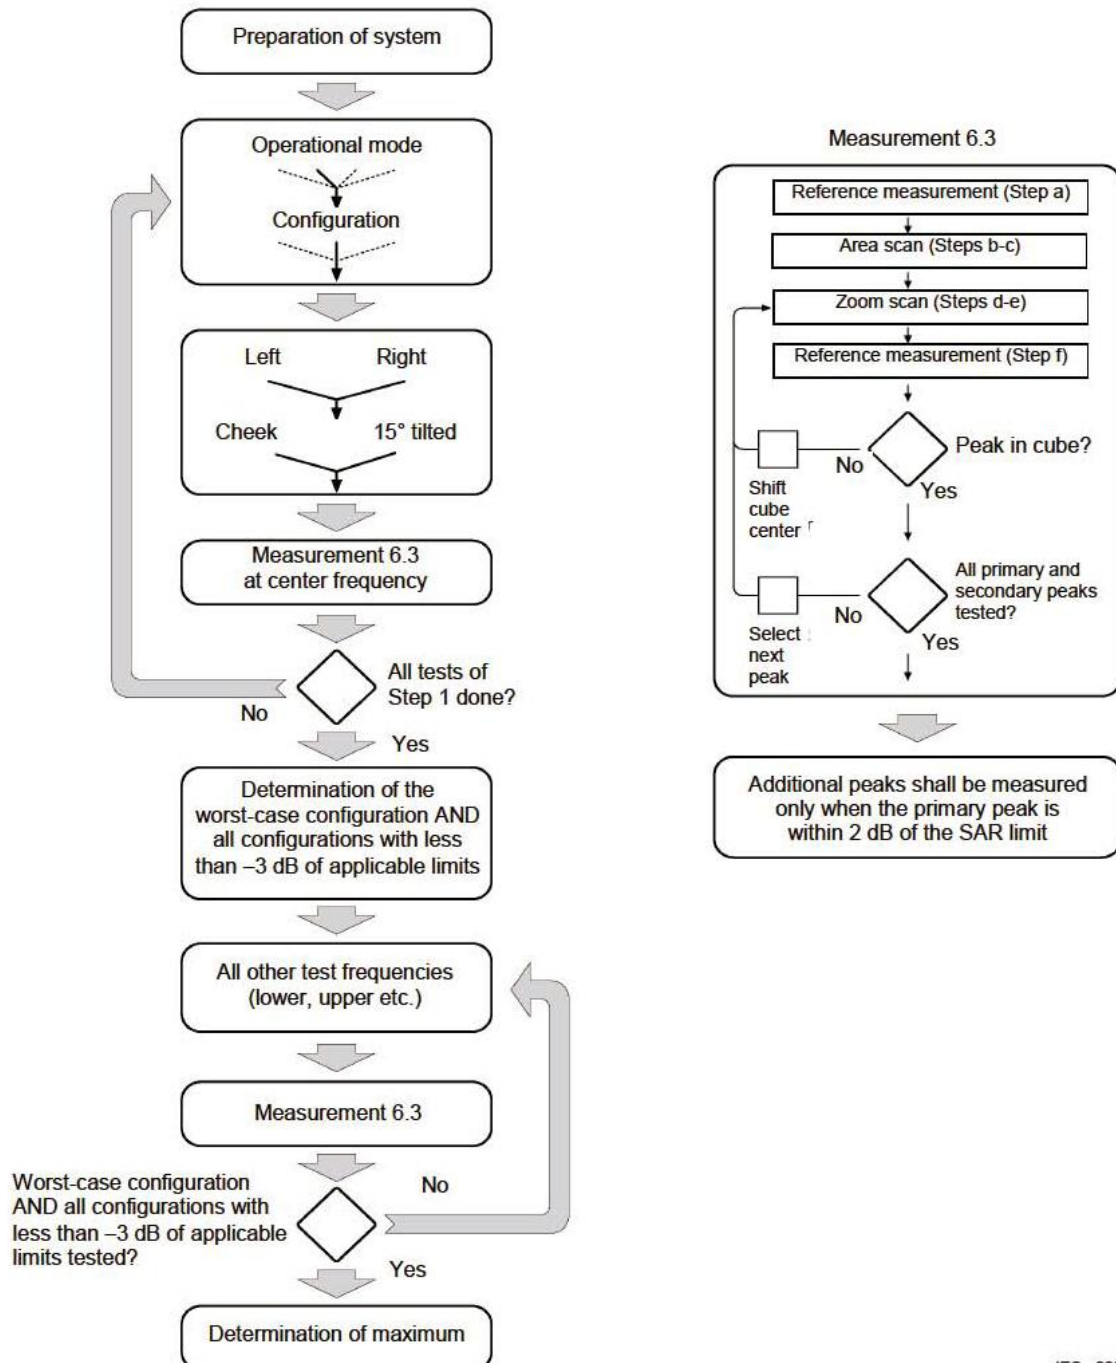 Preparation of system
Operational mode
Configuration
Left Right
Cheek 15° tilted
Measurement 6.3
at center frequency
All tests of
Step 1 done?
No
Yes
Determination of the
worst-case configuration AND
all configurations with less
than –3 dB of applicable limits
All other test frequencies
(lower, upper etc.)
Measurement 6.3
Worst-case configuration
AND all configurations with
less than –3 dB of applicable
limits tested?
No
Yes
Determination of maximum
Measurement 6.3
Reference measurement (Step a)
Area scan (Steps b-c)
Zoom scan (Steps d-e)
Reference measurement (Step f)
Peak in cube?
No
Yes
Shift
cube
center
All primary and
secondary peaks
tested?
No
Yes
Select
next
peak
Additional peaks shall be measured
only when the primary peak is
within 2 dB of the SAR limit